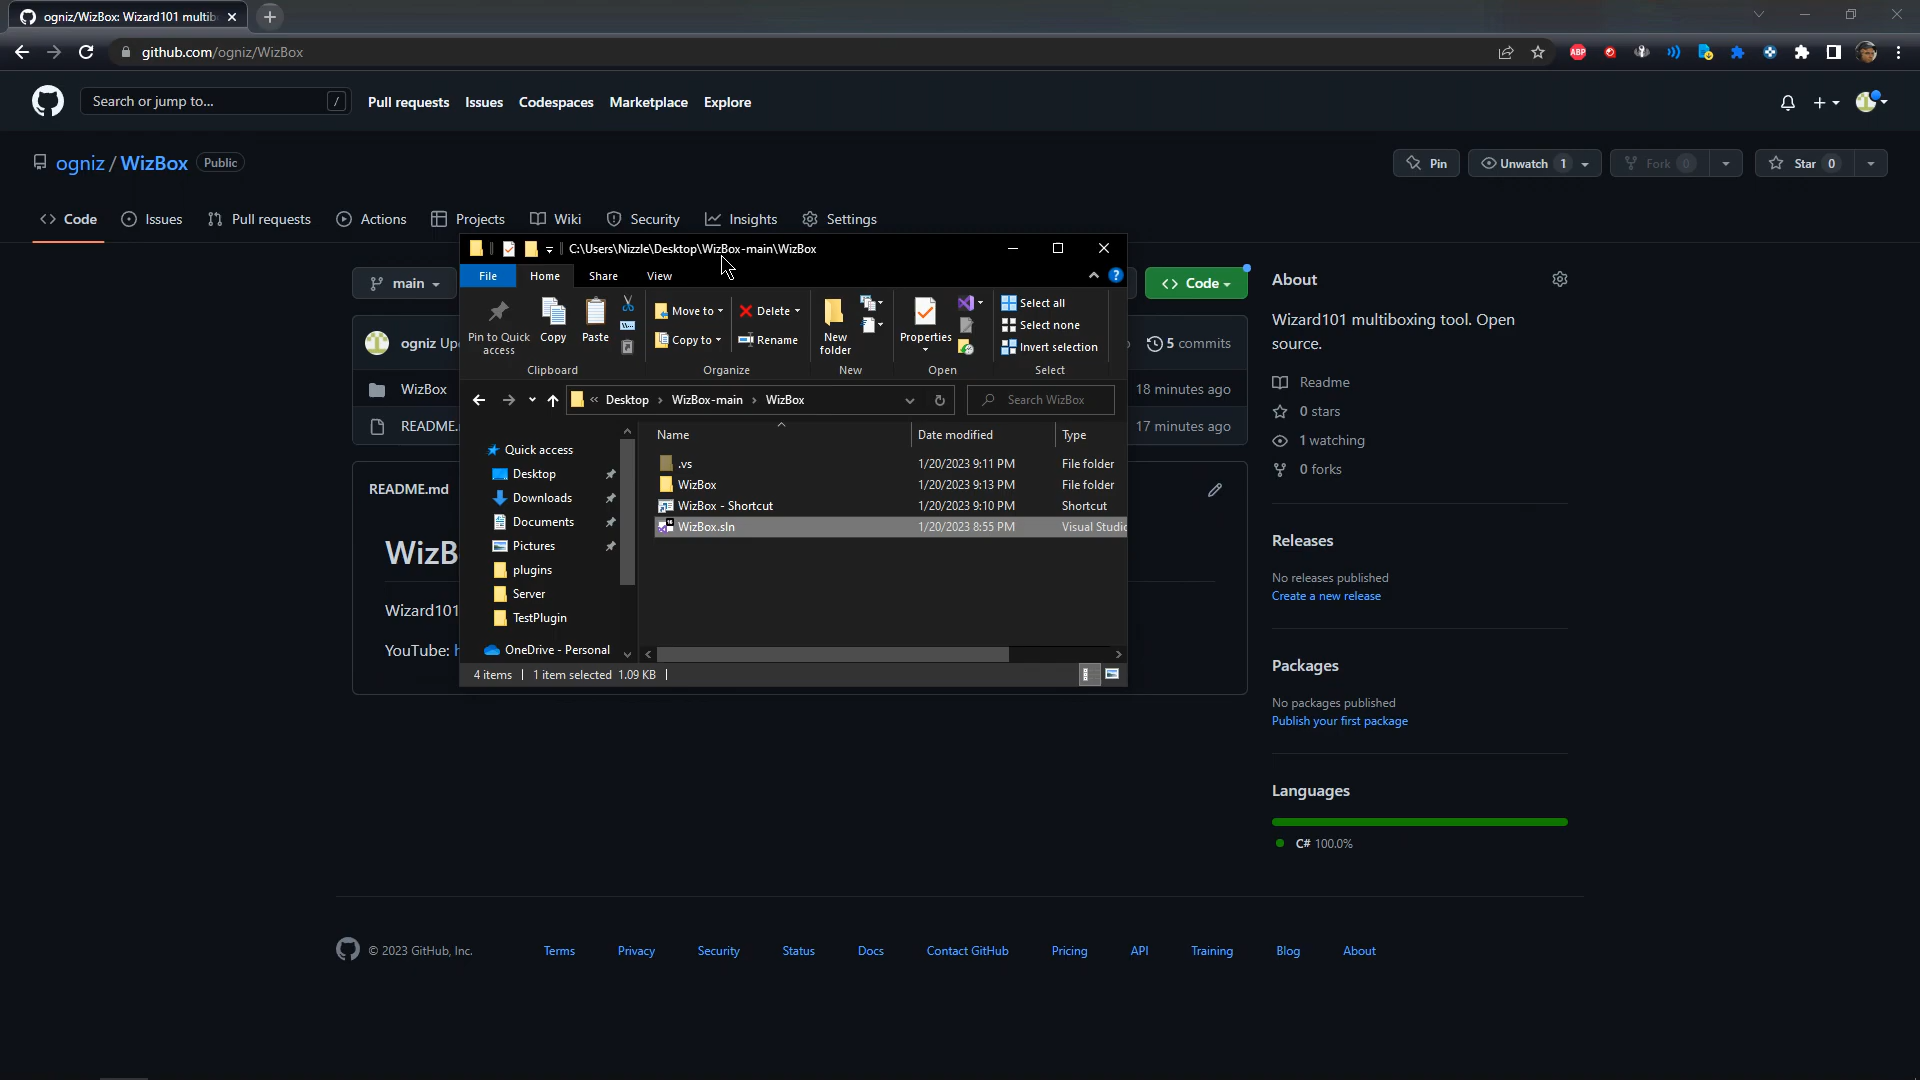 ogniz/WizBox: Wizard101 multib
github.com/ogniz/WizBox
ABP
Search or jump to... /
Pull requests Issues Codespaces Marketplace Explore
ogniz / WizBox Public
Pin Unwatch 1 Fork 0 Star 0
Code Issues Pull requests Actions Projects Wiki Security Insights Settings
C:\Users\Nizzle\Desktop\WizBox-main\WizBox
File Home Share View
main
Code
About
Pin to Quick access
Copy
Paste
Move to
Copy to
Delete
Rename
New folder
Properties
Select all
Select none
Invert selection
Clipboard Organize New Open Select
Wizard101 multiboxing tool. Open
source.
ogniz Up
5 commits
WizBox
18 minutes ago
README.
17 minutes ago
Desktop WizBox-main WizBox
Search WizBox
Readme
0 stars
1 watching
0 forks
Name Date modified Type
.vs 1/20/2023 9:11 PM File folder
WizBox 1/20/2023 9:13 PM File folder
WizBox - Shortcut 1/20/2023 9:10 PM Shortcut
WizBox.sln 1/20/2023 8:55 PM Visual Studio
Quick access
Desktop
Downloads
Documents
Pictures
plugins
Server
TestPlugin
OneDrive - Personal
4 items 1 item selected 1.09 KB
README.md
WizB
Wizard101
YouTube: h
Releases
No releases published
Create a new release
Packages
No packages published
Publish your first package
Languages
C# 100.0%
© 2023 GitHub, Inc. Terms Privacy Security Status Docs Contact GitHub Pricing API Training Blog About